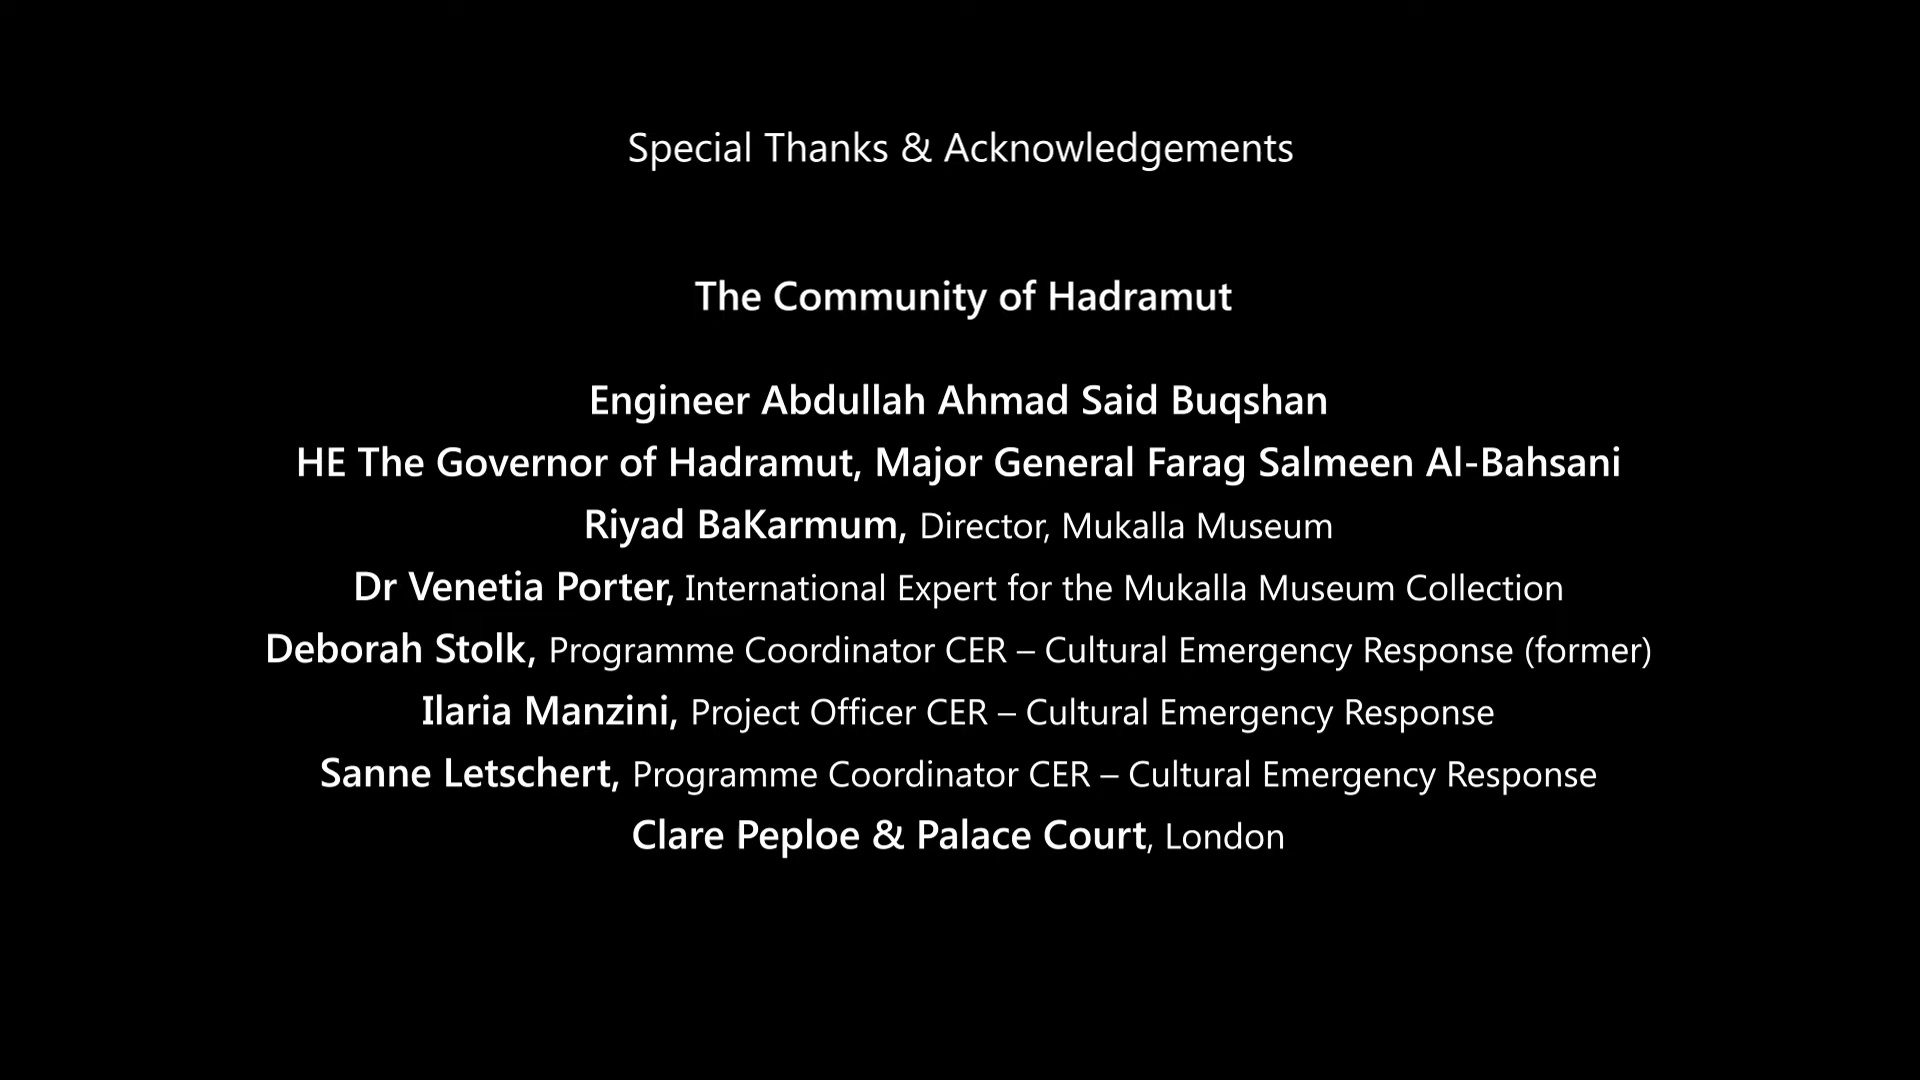 Special Thanks & Acknowledgements
The Community of Hadramut
Engineer Abdullah Ahmad Said Buqshan
HE The Governor of Hadramut, Major General Farag Salmeen Al-Bahsani
Riyad BaKarmum, Director, Mukalla Museum
Dr Venetia Porter, International Expert for the Mukalla Museum Collection
Deborah Stolk, Programme Coordinator CER – Cultural Emergency Response (former)
Ilaria Manzini, Project Officer CER – Cultural Emergency Response
Sanne Letschert, Programme Coordinator CER – Cultural Emergency Response
Clare Peploe & Palace Court, London